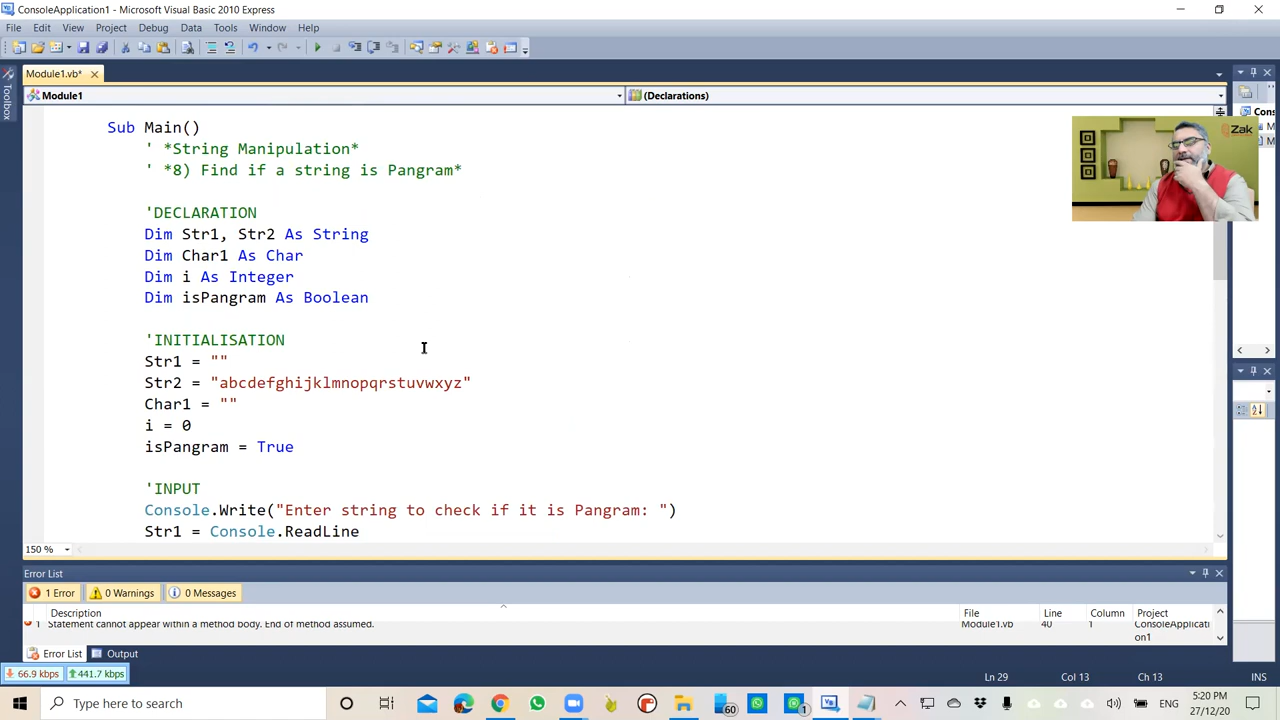 ConsoleApplication1 - Microsoft Visual Basic 2010 Express
File Edit View Project Debug Data Tools Window Help
Module1.vb*
Toolbox
Module1
(Declarations)
Sub Main()
' *String Manipulation*
' *8) Find if a string is Pangram*
'DECLARATION
Dim Str1, Str2 As String
Dim Char1 As Char
Dim i As Integer
Dim isPangram As Boolean
'INITIALISATION
Str1 = ""
Str2 = "abcdefghijklmnopqrstuvwxyz"
Char1 = ""
i = 0
isPangram = True
'INPUT
Console.Write("Enter string to check if it is Pangram: ")
Str1 = Console.ReadLine
Zak
150 %
Error List
1 Error 0 Warnings 0 Messages
Description File Line Column Project
1 Statement cannot appear within a method body. End of method assumed. Module1.vb 40 1 ConsoleApplicati
on1
Error List Output
66.9 kbps 441.7 kbps
Ln 29 Col 13 Ch 13 INS
Type here to search
60
1
ENG
5:20 PM
27/12/20